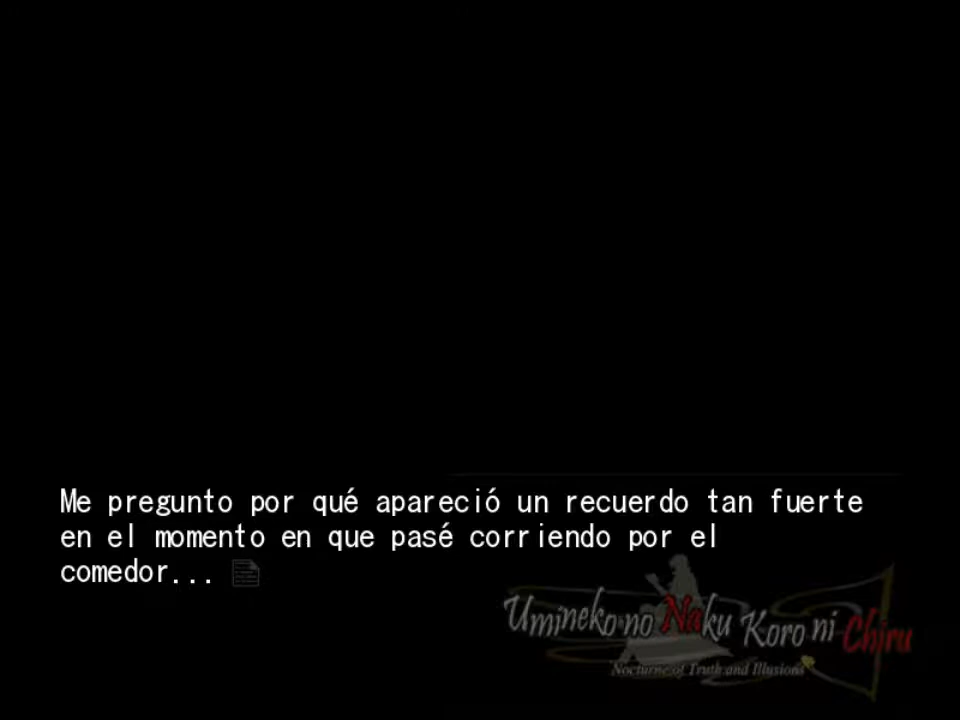 Me pregunto por qué apareció un recuerdo tan fuerte
en el momento en que pasé corriendo por el
comedor...
Umineko no Naku Koro ni Chiru
Nocturne of Truth and Illusions